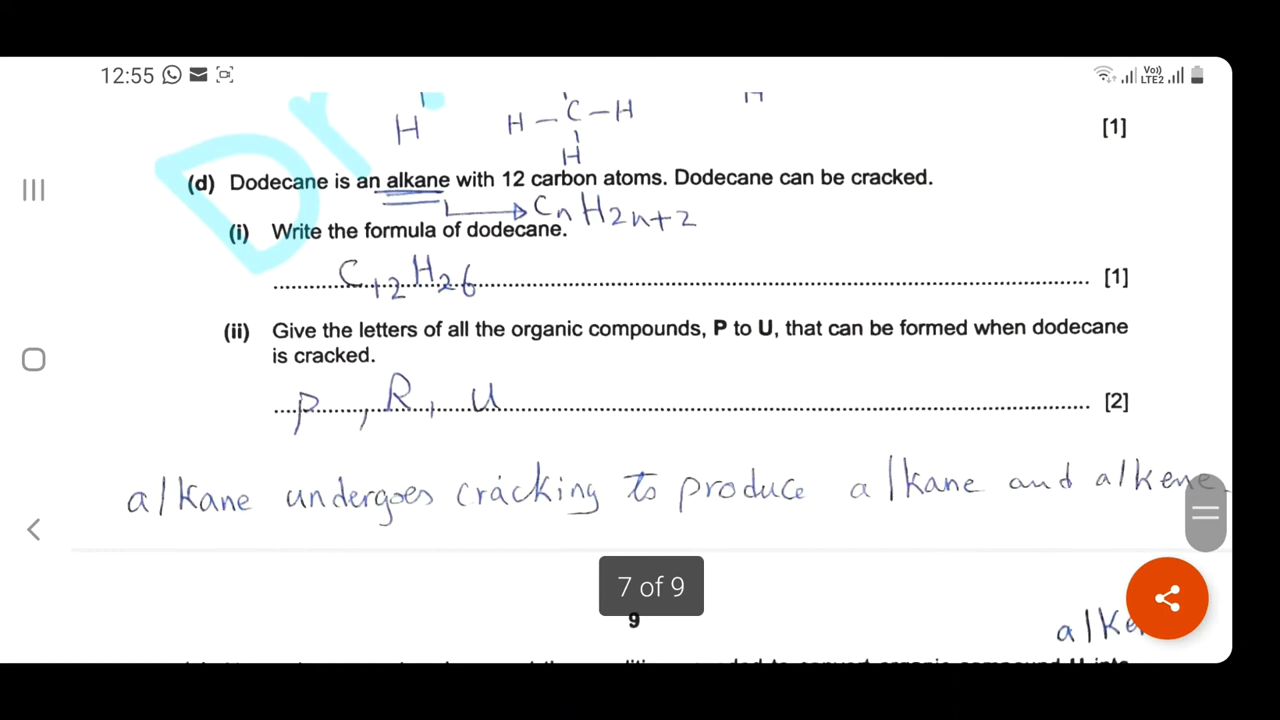 12:55 Vo) LTE2
H H — C — H H
H [1]
(d) Dodecane is an alkane with 12 carbon atoms. Dodecane can be cracked.
CnH2n+2
(i) Write the formula of dodecane.
C12H26 [1]
(ii) Give the letters of all the organic compounds, P to U, that can be formed when dodecane
is cracked.
P, R, U [2]
alkane undergoes cracking to produce alkane and alkene
7 of 9
9